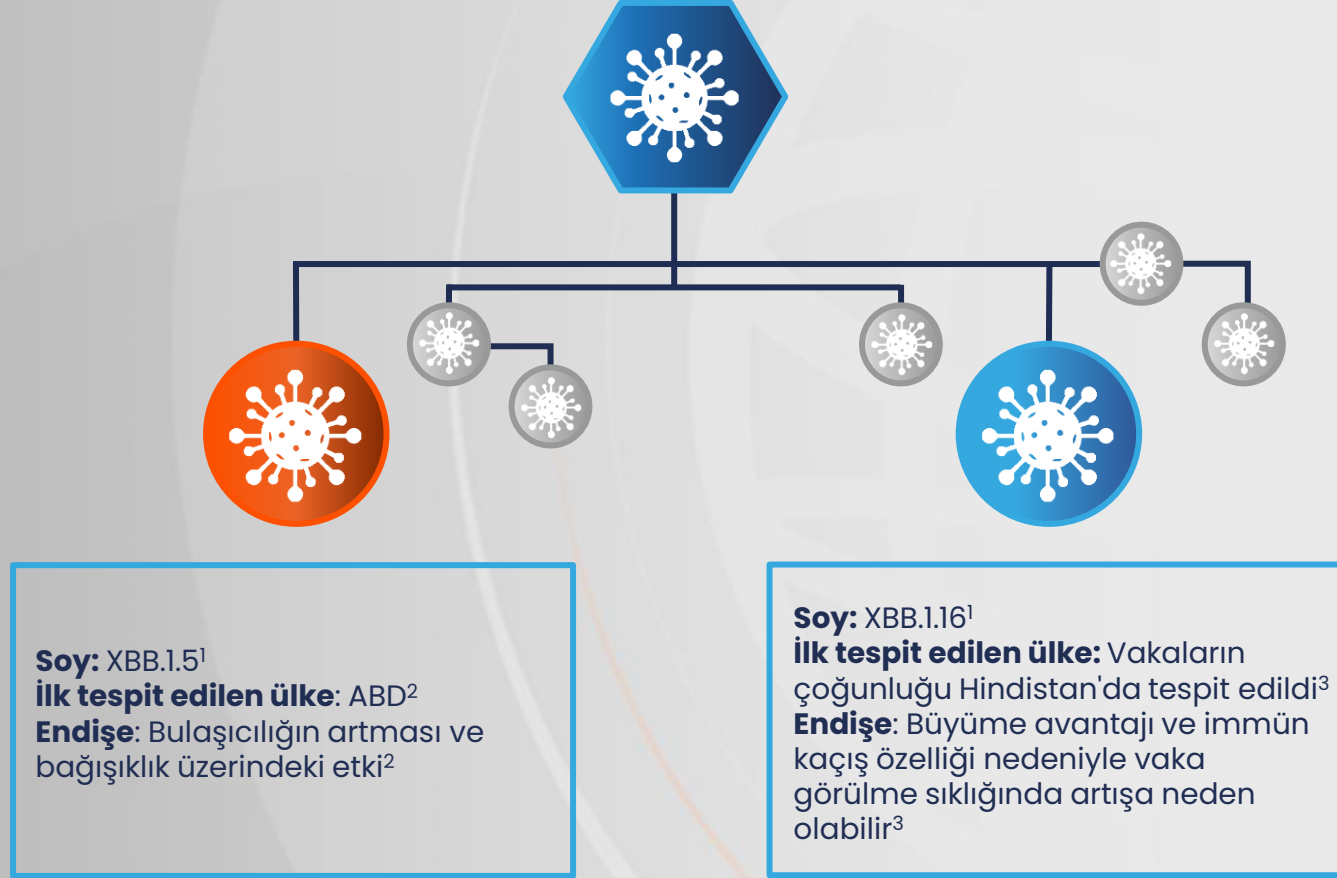 Soy: XBB.1.5¹
İlk tespit edilen ülke: ABD²
Endişe: Bulaşıcılığın artması ve
bağışıklık üzerindeki etki²
Soy: XBB.1.16¹
İlk tespit edilen ülke: Vakaların
çoğunluğu Hindistan'da tespit edildi³
Endişe: Büyüme avantajı ve immün
kaçış özelliği nedeniyle vaka
görülme sıklığında artışa neden
olabilir³